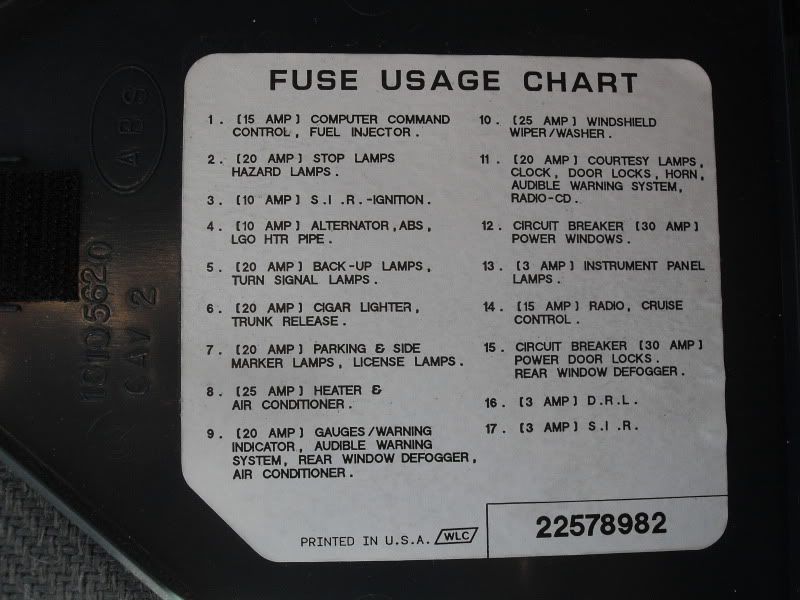 FUSE USAGE CHART
1. [15 AMP] COMPUTER COMMAND
CONTROL, FUEL INJECTOR.
2. [20 AMP] STOP LAMPS
HAZARD LAMPS.
3. [10 AMP] S.I.R.-IGNITION.
4. [10 AMP] ALTERNATOR,ABS,
LGO HTR PIPE.
5. [20 AMP] BACK-UP LAMPS,
TURN SIGNAL LAMPS.
6. [20 AMP] CIGAR LIGHTER,
TRUNK RELEASE.
7. [20 AMP] PARKING & SIDE
MARKER LAMPS, LICENSE LAMPS.
8. [25 AMP] HEATER &
AIR CONDITIONER.
9. [20 AMP] GAUGES/WARNING
INDICATOR, AUDIBLE WARNING
SYSTEM, REAR WINDOW DEFOGGER,
AIR CONDITIONER.
10. [25 AMP] WINDSHIELD
WIPER/WASHER.
11. [20 AMP] COURTESY LAMPS,
CLOCK, DOOR LOCKS, HORN,
AUDIBLE WARNING SYSTEM,
RADIO-CD.
12. CIRCUIT BREAKER [30 AMP]
POWER WINDOWS.
13. [3 AMP] INSTRUMENT PANEL
LAMPS.
14. [15 AMP] RADIO, CRUISE
CONTROL.
15. CIRCUIT BREAKER [30 AMP]
POWER DOOR LOCKS.
REAR WINDOW DEFOGGER.
16. [3 AMP] D.R.L.
17. [3 AMP] S.I.R.
PRINTED IN U.S.A. WLC
22578982
ABS
CAV 2